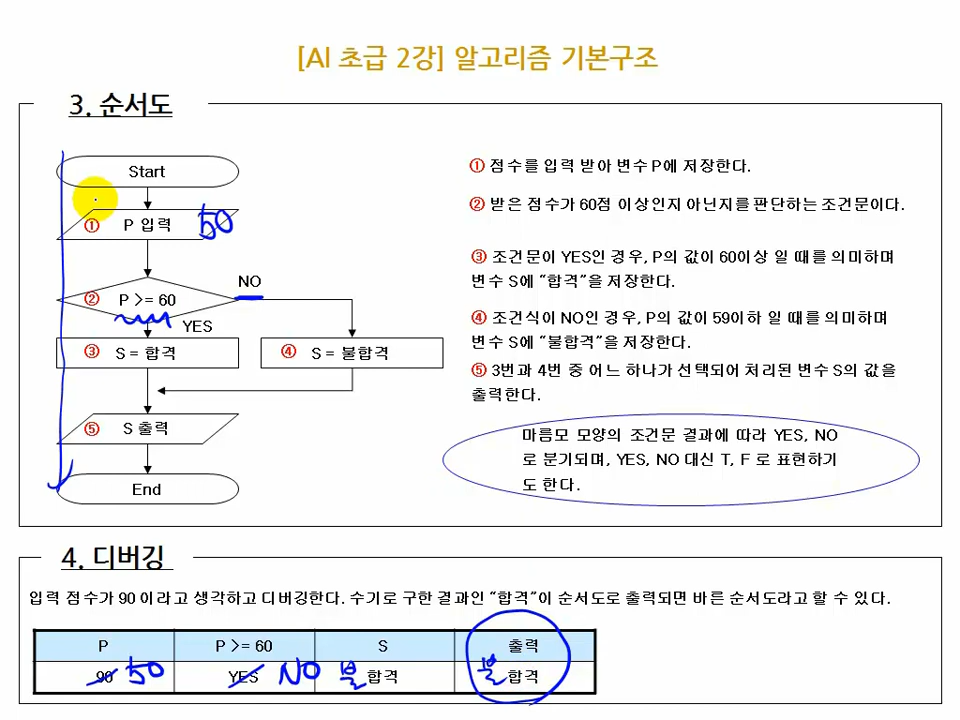 [AI 초급 2강] 알고리즘 기본구조
3. 순서도
Start
① P 입력 50
② P >= 60
NO
YES
③ S = 합격
④ S = 불합격
⑤ S 출력
End
① 점수를 입력 받아 변수 P에 저장한다.
② 받은 점수가 60점 이상인지 아닌지를 판단하는 조건문이다.
③ 조건문이 YES인 경우, P의 값이 60이상 일 때를 의미하며
변수 S에 “합격”을 저장한다.
④ 조건식이 NO인 경우, P의 값이 59이하 일 때를 의미하며
변수 S에 “불합격”을 저장한다.
⑤ 3번과 4번 중 어느 하나가 선택되어 처리된 변수 S의 값을
출력한다.
마름모 모양의 조건문 결과에 따라 YES, NO
로 분기되며, YES, NO 대신 T, F 로 표현하기
도 한다.
4. 디버깅
입력 점수가 90 이라고 생각하고 디버깅한다. 수기로 구한 결과인 “합격”이 순서도로 출력되면 바른 순서도라고 할 수 있다.
P P >= 60 S 출력
90 50 YES NO 불합격 불합격